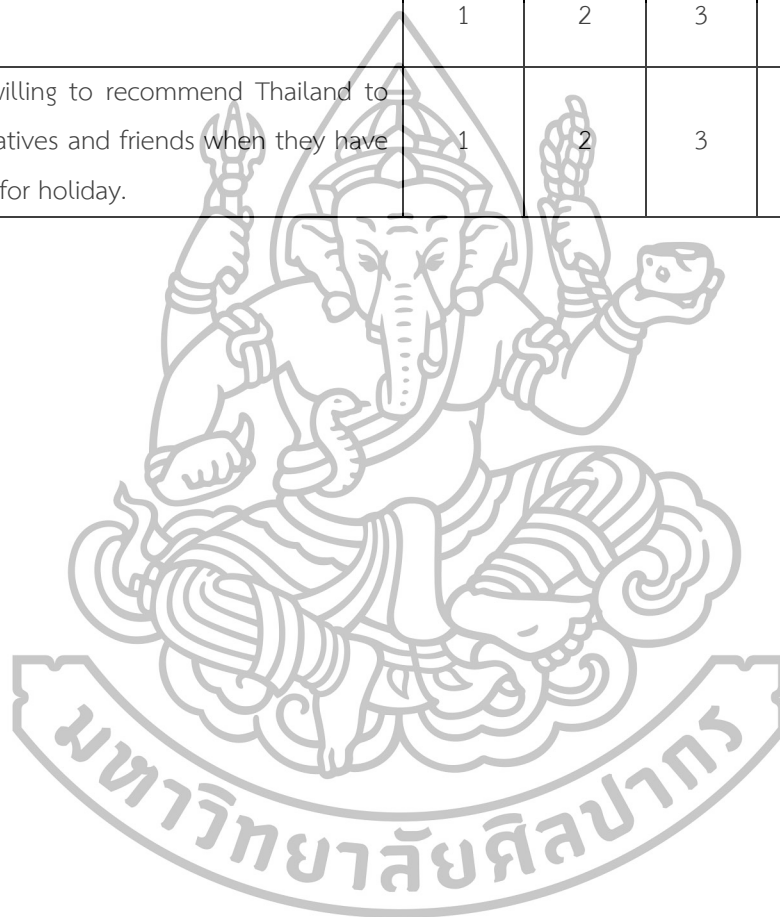 1 2 3
willing to recommend Thailand to
atives and friends when they have 1 2 3
for holiday.
มหาวิทยาลัยศิลปากร